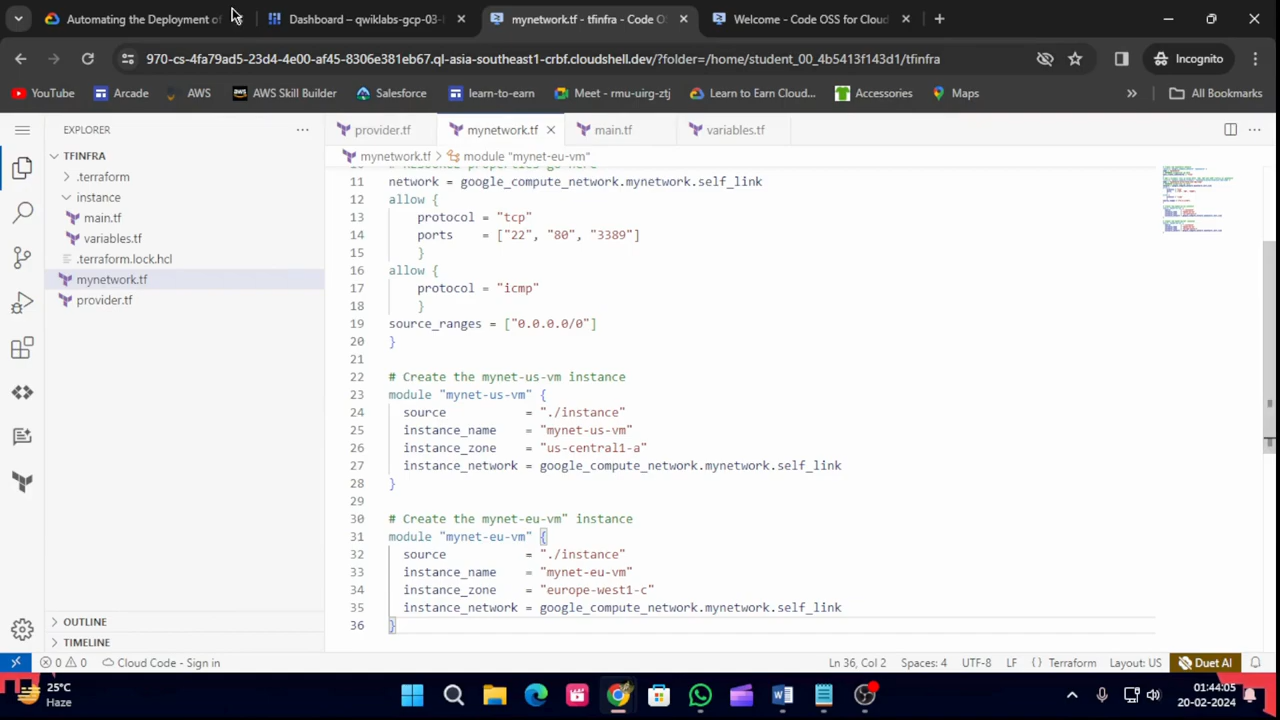 Automating the Deployment of
Dashboard – qwiklabs-gcp-03-
mynetwork.tf - tfinfra - Code O
Welcome - Code OSS for Cloud
970-cs-4fa79ad5-23d4-4e00-af45-8306e381eb67.ql-asia-southeast1-crbf.cloudshell.dev/?folder=/home/student_00_4b5413f143d1/tfinfra
Incognito
YouTube
Arcade
AWS
AWS Skill Builder
Salesforce
learn-to-earn
Meet - rmu-uirg-ztj
Learn to Earn Cloud...
Accessories
Maps
All Bookmarks
EXPLORER
provider.tf
mynetwork.tf
main.tf
variables.tf
TFINFRA
mynetwork.tf > module "mynet-eu-vm"
.terraform
instance
main.tf
variables.tf
.terraform.lock.hcl
mynetwork.tf
provider.tf
11 network = google_compute_network.mynetwork.self_link
12 allow {
13 protocol = "tcp"
14 ports = ["22", "80", "3389"]
15 }
16 allow {
17 protocol = "icmp"
18 }
19 source_ranges = ["0.0.0.0/0"]
20 }
21
22 # Create the mynet-us-vm instance
23 module "mynet-us-vm" {
24 source = "./instance"
25 instance_name = "mynet-us-vm"
26 instance_zone = "us-central1-a"
27 instance_network = google_compute_network.mynetwork.self_link
28 }
29
30 # Create the mynet-eu-vm" instance
31 module "mynet-eu-vm" {
32 source = "./instance"
33 instance_name = "mynet-eu-vm"
34 instance_zone = "europe-west1-c"
35 instance_network = google_compute_network.mynetwork.self_link
36 }
OUTLINE
TIMELINE
0 0 Cloud Code - Sign in
Ln 36, Col 2 Spaces: 4 UTF-8 LF { } Terraform Layout: US Duet AI
25°C
Haze
01:44:05
20-02-2024